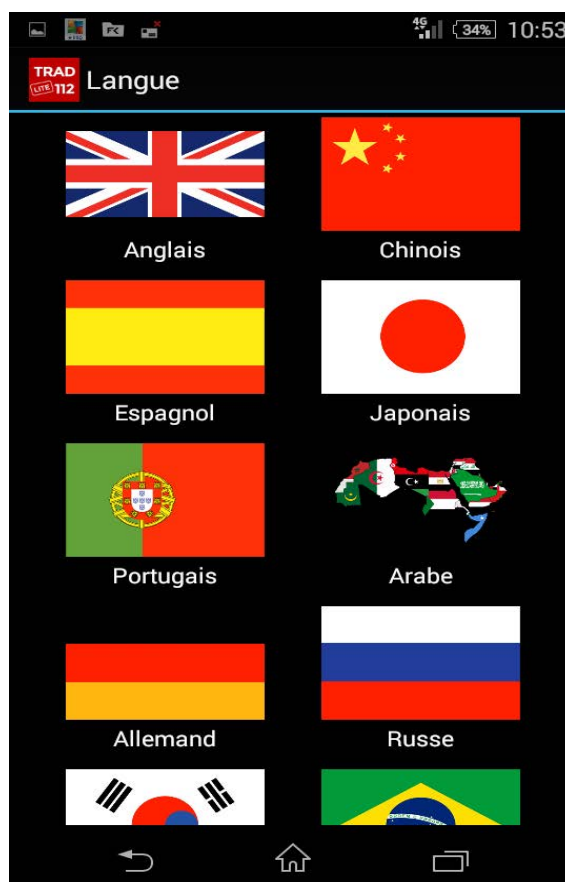 4G 34% 10:53
TRAD
LITE 112
Langue
Anglais Chinois
Espagnol Japonais
Portugais Arabe
Allemand Russe